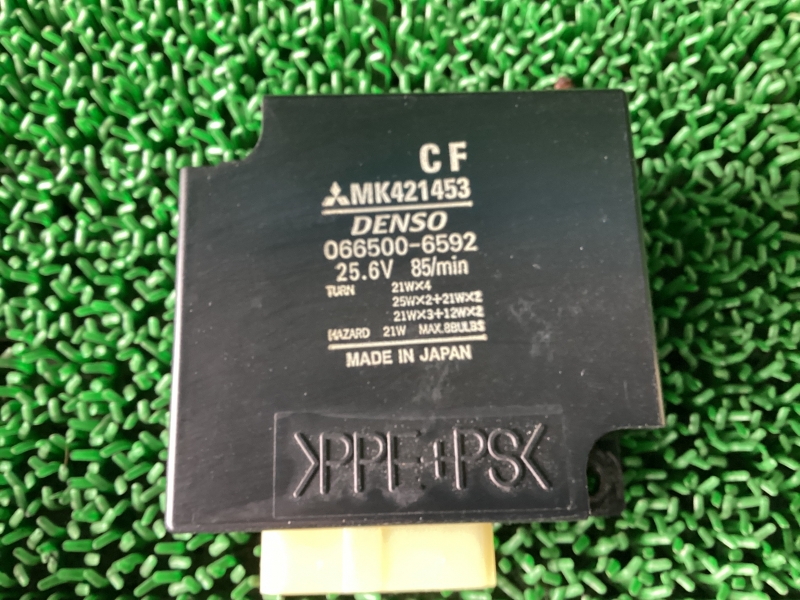 CF
MK421453
DENSO
066500-6592
25.6V 85/min
TURN 21W×4
25W×2+21W×2
21W×3+12W×2
HAZARD 21W MAX.8BULBS
MADE IN JAPAN
>PPE+PS<